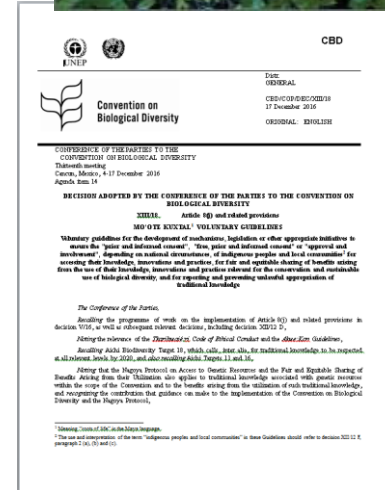 CBD
UNEP
Distr.
GENERAL
CBD/COP/DEC/XIII/18
17 December 2016
ORIGINAL: ENGLISH
Convention on
Biological Diversity
CONFERENCE OF THE PARTIES TO THE
CONVENTION ON BIOLOGICAL DIVERSITY
Thirteenth meeting
Cancun, Mexico, 4-17 December 2016
Agenda item 14
DECISION ADOPTED BY THE CONFERENCE OF THE PARTIES TO THE CONVENTION ON
BIOLOGICAL DIVERSITY
XIII/18. Article 8(j) and related provisions
MO'OTZ KUXTAL¹ VOLUNTARY GUIDELINES
Voluntary guidelines for the development of mechanisms, legislation or other appropriate initiatives to
ensure the "prior and informed consent", "free, prior and informed consent" or "approval and
involvement", depending on national circumstances, of indigenous peoples and local communities² for
accessing their knowledge, innovations and practices, for fair and equitable sharing of benefits arising
from the use of their knowledge, innovations and practices relevant for the conservation and sustainable
use of biological diversity, and for reporting and preventing unlawful appropriation of
traditional knowledge
The Conference of the Parties,
Recalling the programme of work on the implementation of Article 8(j) and related provisions in
decision V/16, as well as subsequent relevant decisions, including decision XII/12 D,
Noting the relevance of the Tkarihwaié:ri Code of Ethical Conduct and the Akwé: Kon Guidelines,
Recalling Aichi Biodiversity Target 18, which calls, inter alia, for traditional knowledge to be respected
at all relevant levels by 2020, and also recalling Aichi Targets 11 and 16,
Noting that the Nagoya Protocol on Access to Genetic Resources and the Fair and Equitable Sharing of
Benefits Arising from their Utilization also applies to traditional knowledge associated with genetic resources
within the scope of the Convention and to the benefits arising from the utilization of such traditional knowledge,
and recognizing the contribution that guidance can make to the implementation of the Convention on Biological
Diversity and the Nagoya Protocol,
¹ Meaning "roots of life" in the Maya language.
² The use and interpretation of the term "indigenous peoples and local communities" in these Guidelines should refer to decision XII/12 F,
paragraph 2 (a), (b) and (c).